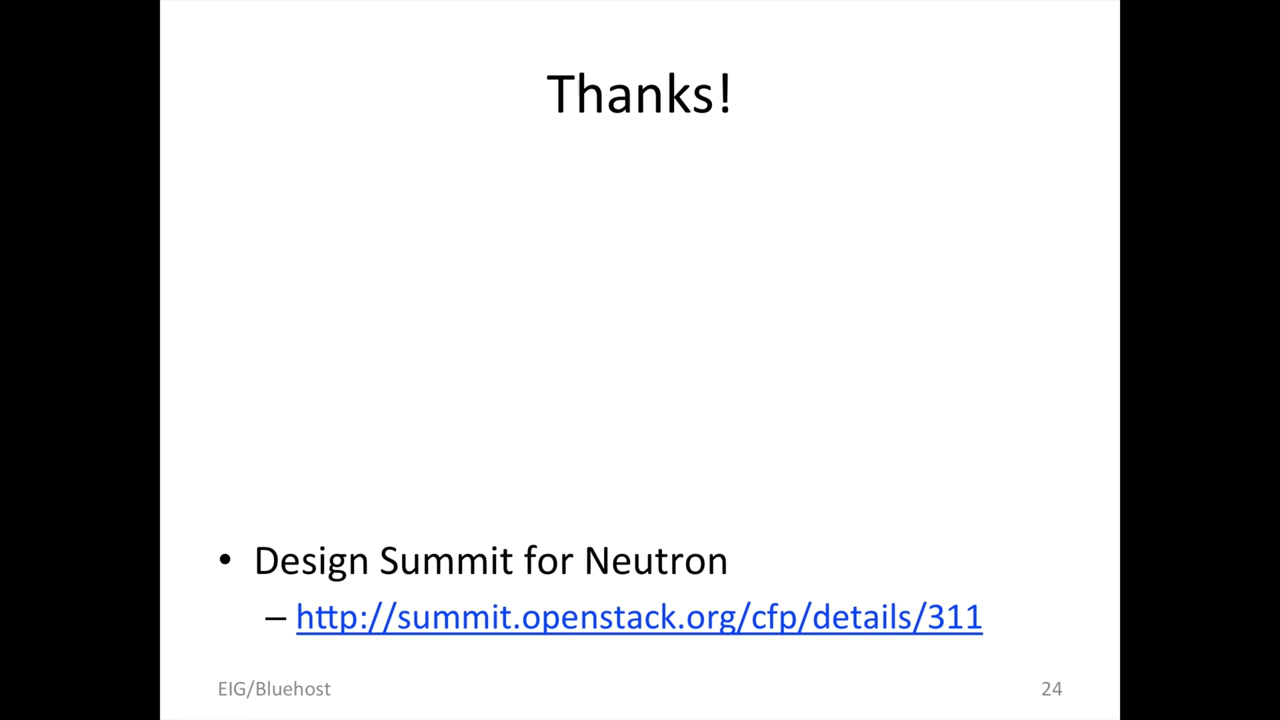 Thanks!
• Design Summit for Neutron
– http://summit.openstack.org/cfp/details/311
EIG/Bluehost
24